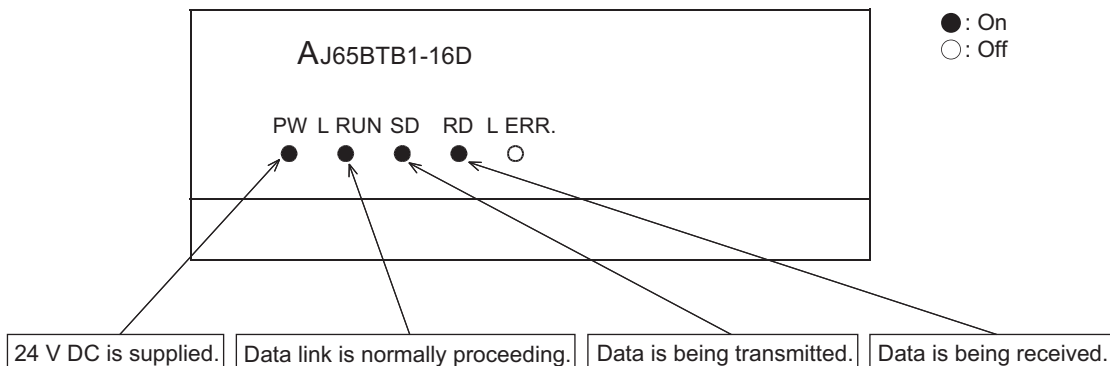 AJ65BTB1-16D
●: On
○: Off
PW L RUN SD RD L ERR.
24 V DC is supplied.
Data link is normally proceeding.
Data is being transmitted.
Data is being received.